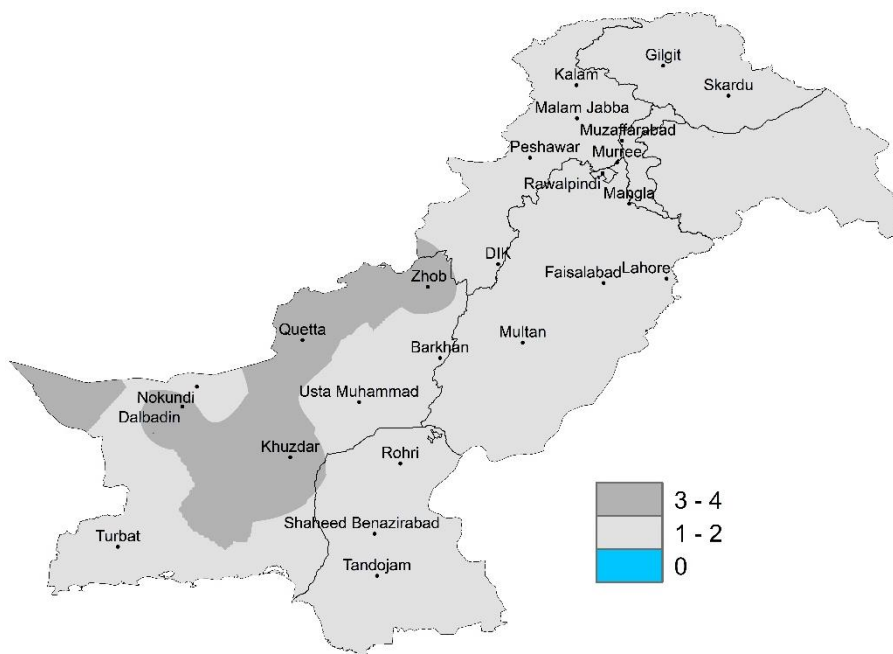 Gilgit
Kalam
Skardu
Malam Jabba
Muzaffarabad
Peshawar
Murree
Rawalpindi
Mangla
DIK
Zhob
Faisalabad
Lahore
Quetta
Multan
Barkhan
Nokundi
Usta Muhammad
Dalbadin
Khuzdar
Rohri
3 - 4
1 - 2
0
Shaheed Benazirabad
Turbat
Tandojam